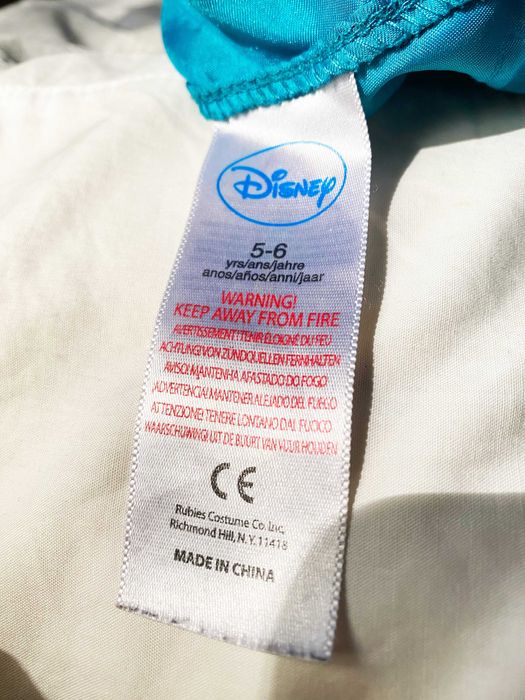 Disney
5-6
yrs/ans/jahre
anos/años/anni/jaar
WARNING!
KEEP AWAY FROM FIRE
AVERTISSEMENT! TENIR ÉLOIGNÉ DU FEU
ACHTUNG! VON ZÜNDQUELLEN FERNHALTEN
AVISO! MANTENHA AFASTADO DO FOGO
¡ADVERTENCIA! MANTENER ALEJADO DEL FUEGO
ATTENZIONE! TENERE LONTANO DAL FUOCO
WAARSCHUWING! UIT DE BUURT VAN VUUR HOUDEN
CE
Rubies Costume Co. Inc,
Richmond Hill, N.Y. 11418
MADE IN CHINA